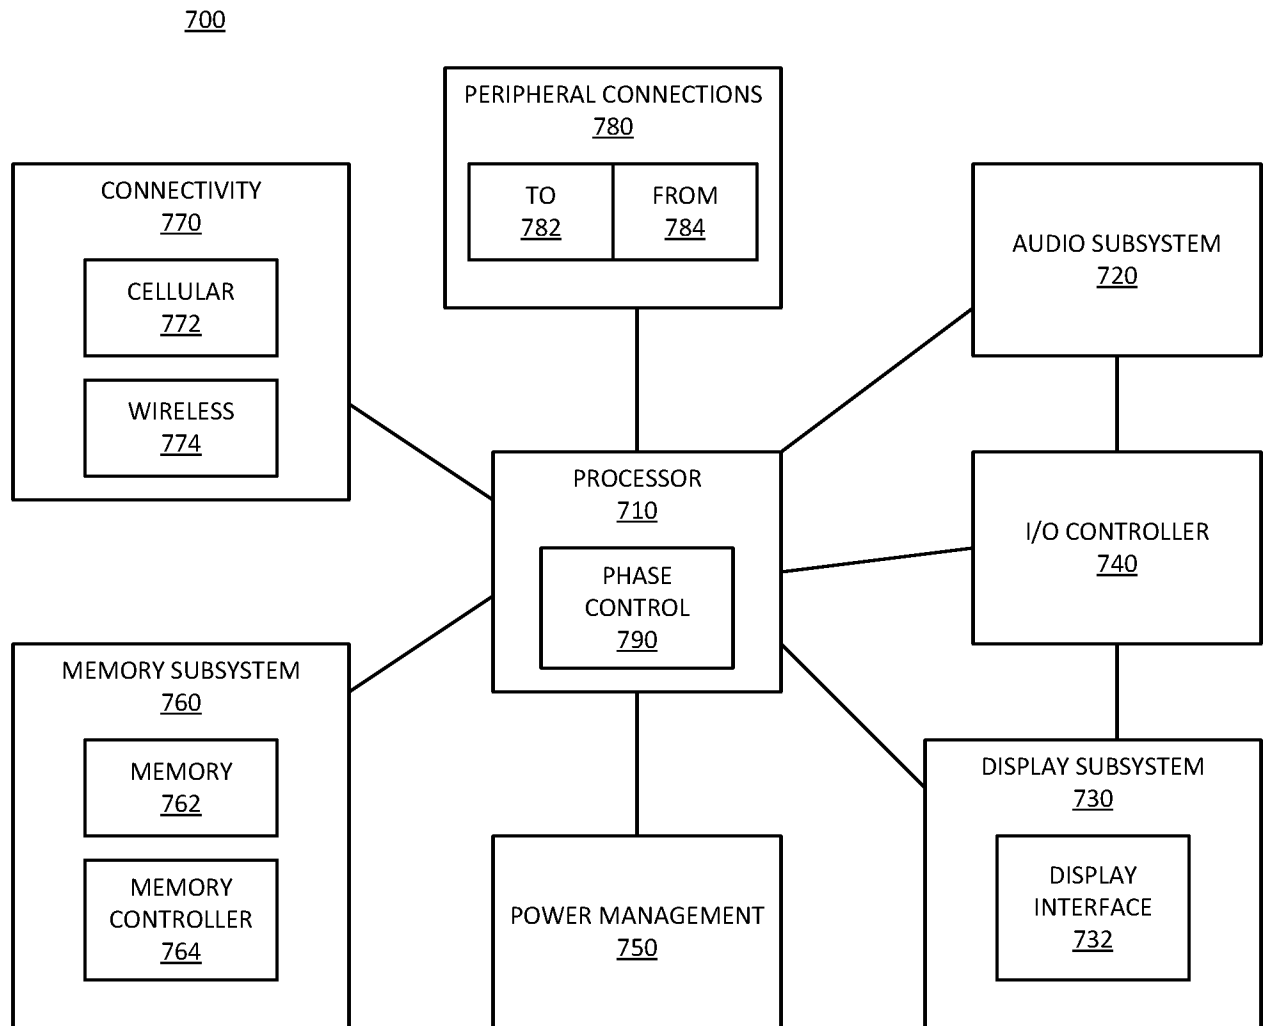 700
PERIPHERAL CONNECTIONS
780
TO
782
FROM
784
CONNECTIVITY
770
CELLULAR
772
WIRELESS
774
AUDIO SUBSYSTEM
720
PROCESSOR
710
PHASE
CONTROL
790
I/O CONTROLLER
740
MEMORY SUBSYSTEM
760
MEMORY
762
MEMORY
CONTROLLER
764
POWER MANAGEMENT
750
DISPLAY SUBSYSTEM
730
DISPLAY
INTERFACE
732